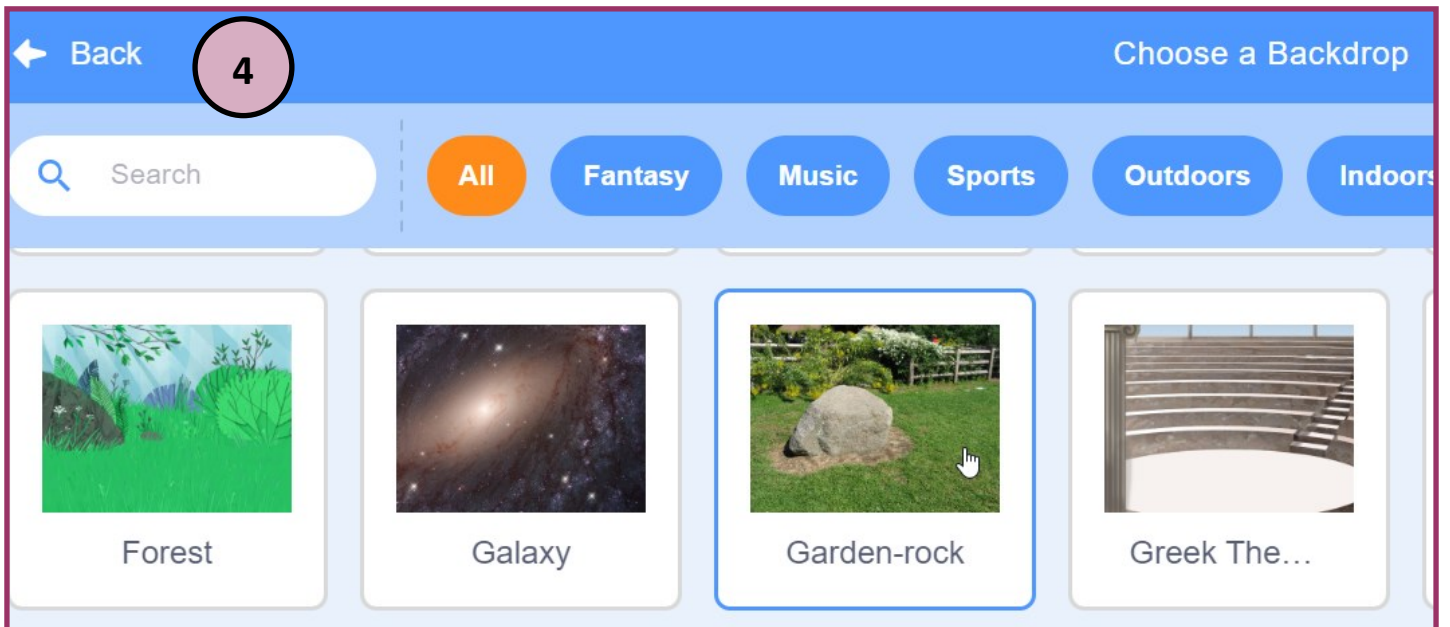 Back 4 Choose a Backdrop
Search All Fantasy Music Sports Outdoors Indoors
Forest Galaxy Garden-rock Greek The...